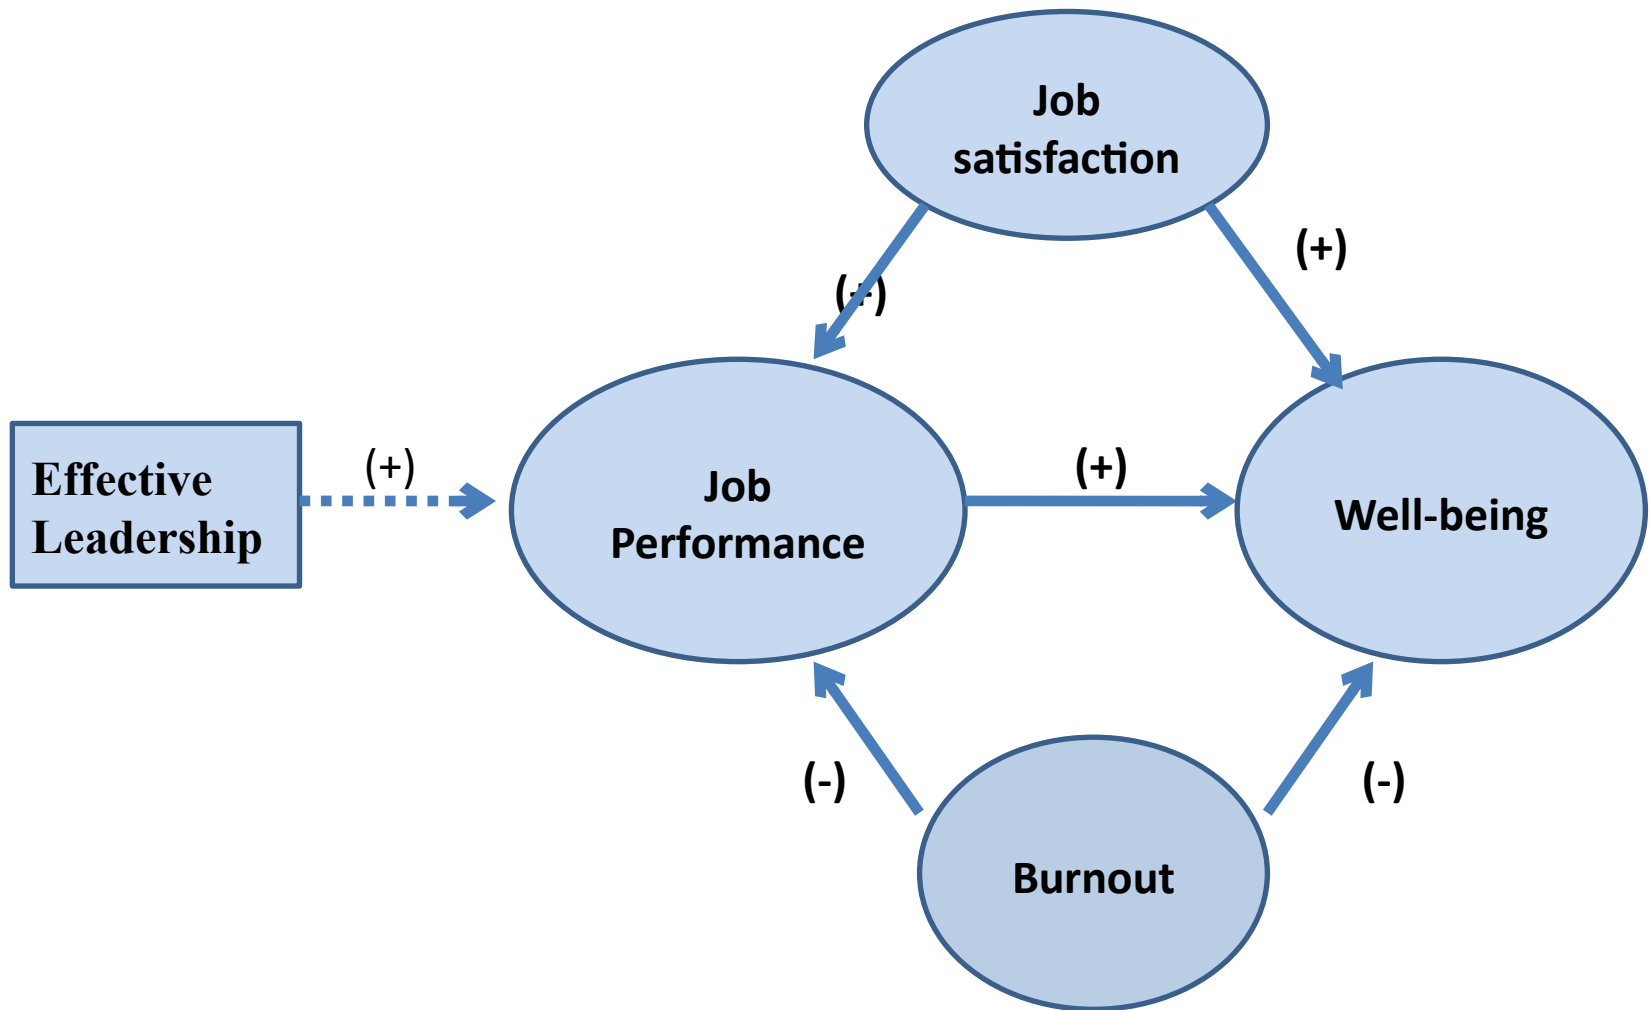 Job
satisfaction
(+)
(+)
Effective
Leadership
(+)
Job
Performance
(+)
Well-being
(-)
(-)
Burnout